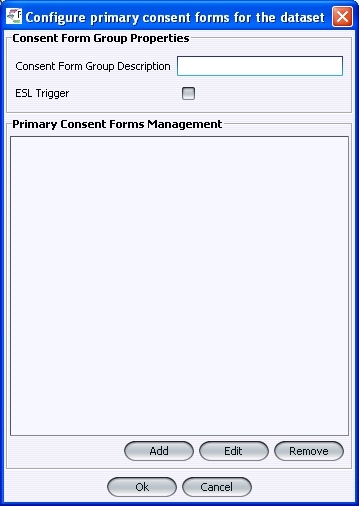 Configure primary consent forms for the dataset
Consent Form Group Properties
Consent Form Group Description
ESL Trigger
Primary Consent Forms Management
Add Edit Remove
Ok Cancel